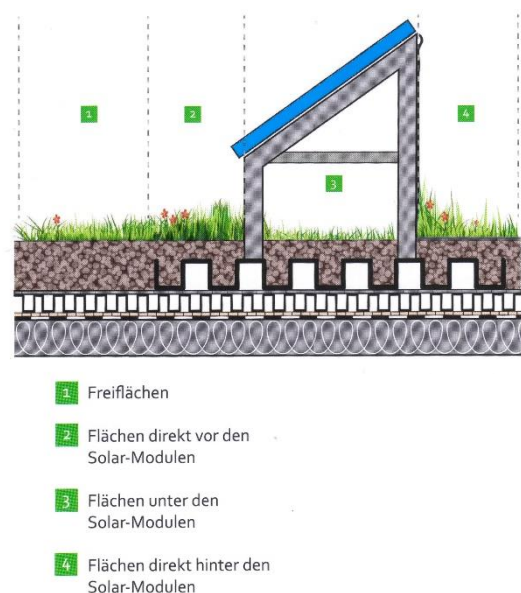 1
2
3
4
1 Freiflächen
2 Flächen direkt vor den
Solar-Modulen
3 Flächen unter den
Solar-Modulen
4 Flächen direkt hinter den
Solar-Modulen